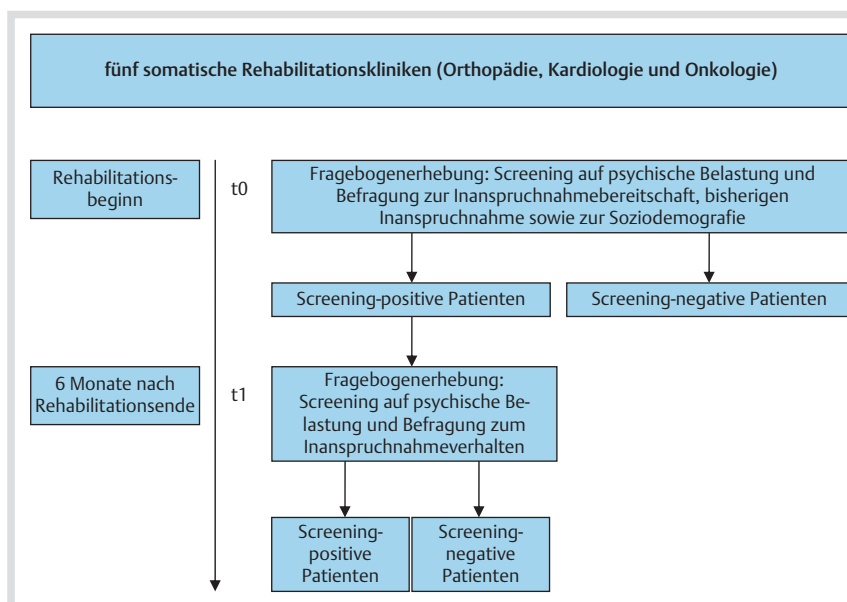 fünf somatische Rehabilitationskliniken (Orthopädie, Kardiologie und Onkologie)
Rehabilitations-
beginn
t0
Fragebogenerhebung: Screening auf psychische Belastung und
Befragung zur Inanspruchnahmebereitschaft, bisherigen
Inanspruchnahme sowie zur Soziodemografie
Screening-positive Patienten
Screening-negative Patienten
6 Monate nach
Rehabilitationsende
t1
Fragebogenerhebung:
Screening auf psychische Be-
lastung und Befragung zum
Inanspruchnahmeverhalten
Screening-
positive
Patienten
Screening-
negative
Patienten